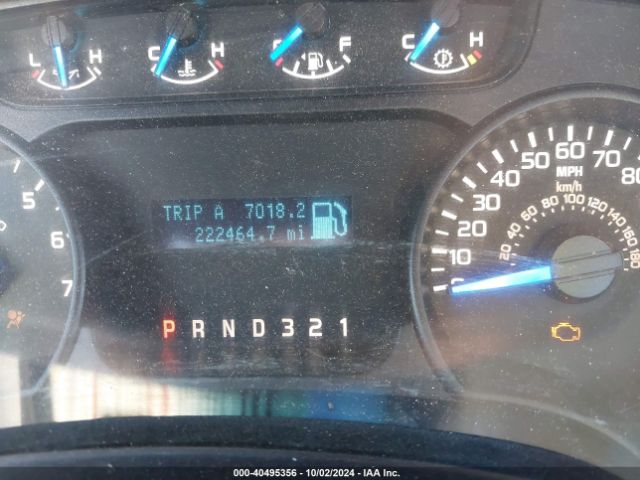 L H C H E F C H
TRIP A 7018.2
222464.7 mi
5
6
7
P R N D 3 2 1
0 10 20 30 40 50 60 70 80
MPH
km/h
20 40 60 80 100 120 140 160 180
000-40495356 - 10/02/2024 - IAA Inc.